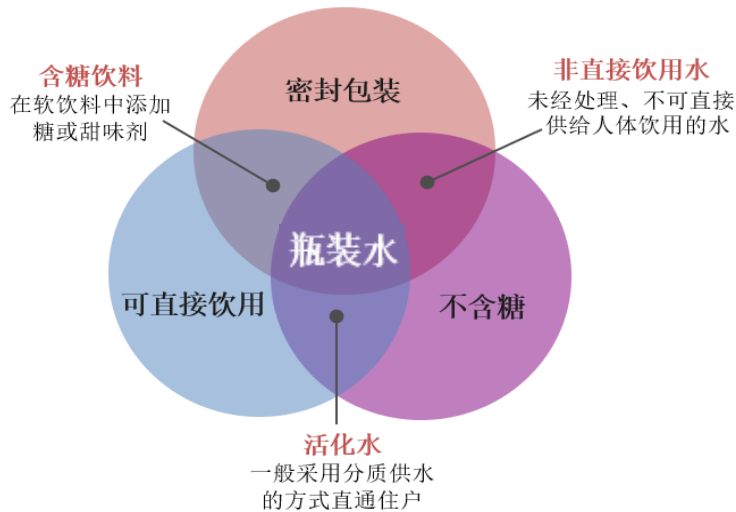 含糖饮料
在软饮料中添加
糖或甜味剂
密封包装
非直接饮用水
未经处理、不可直接
供给人体饮用的水
瓶装水
可直接饮用
不含糖
活化水
一般采用分质供水
的方式直通住户